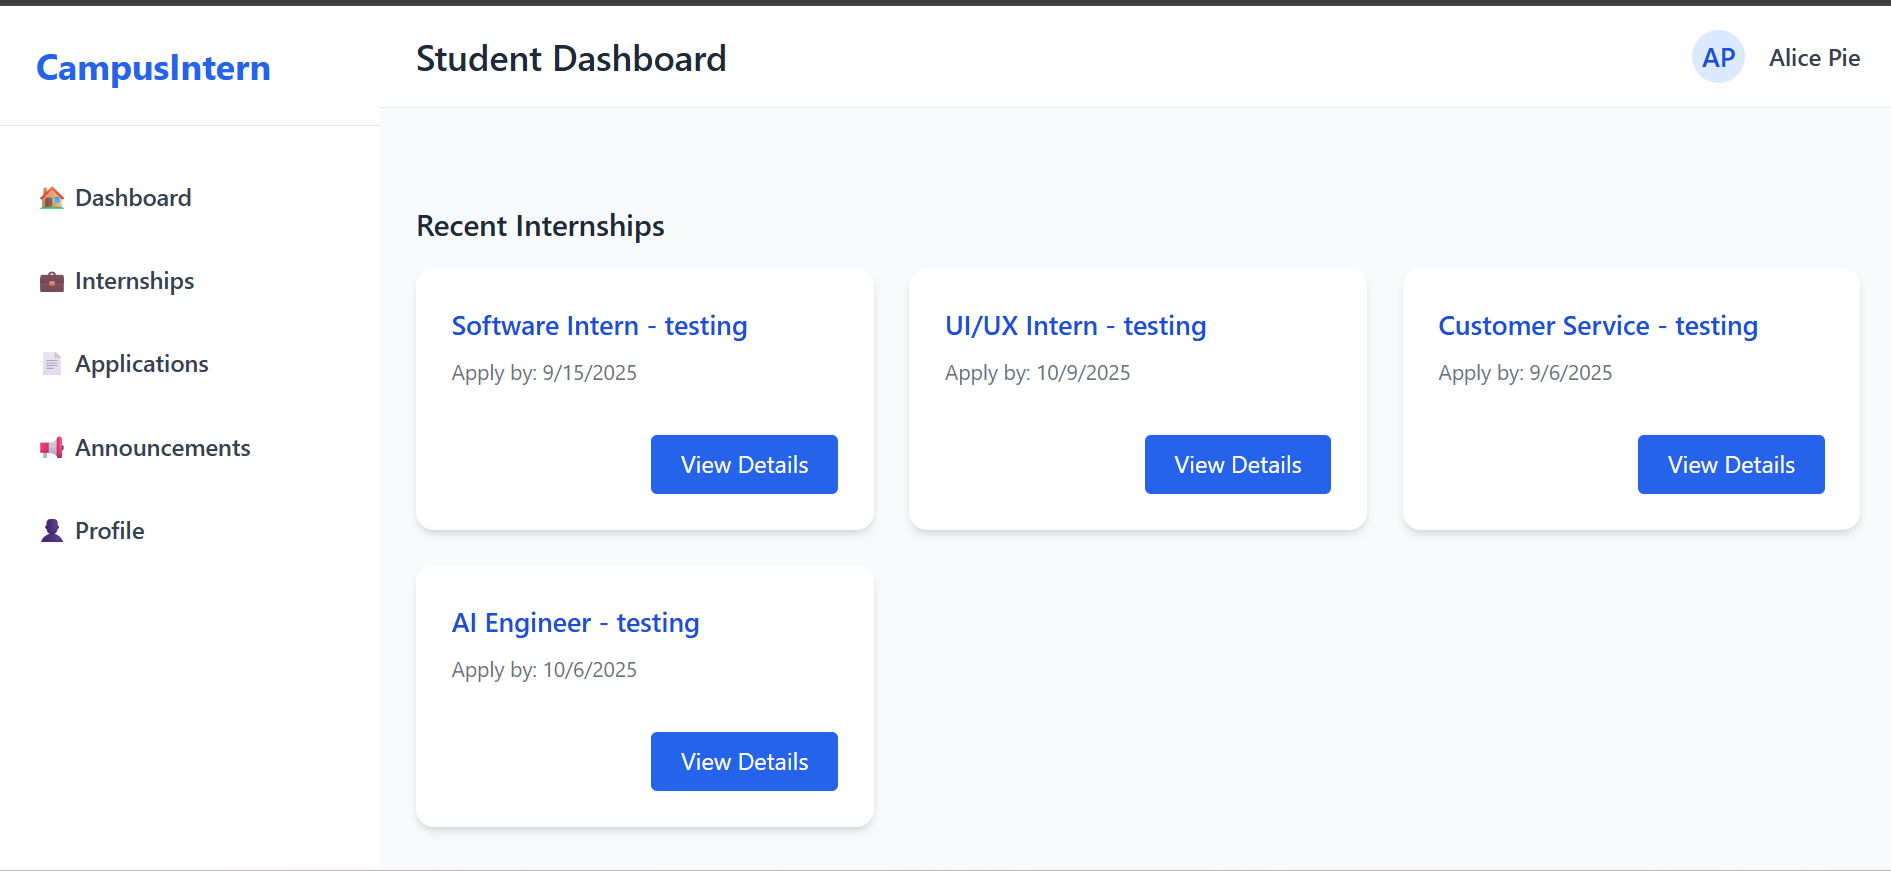 CampusIntern
Dashboard
Internships
Applications
Announcements
Profile
Student Dashboard
AP
Alice Pie
Recent Internships
Software Intern - testing
Apply by: 9/15/2025
View Details
UI/UX Intern - testing
Apply by: 10/9/2025
View Details
Customer Service - testing
Apply by: 9/6/2025
View Details
AI Engineer - testing
Apply by: 10/6/2025
View Details